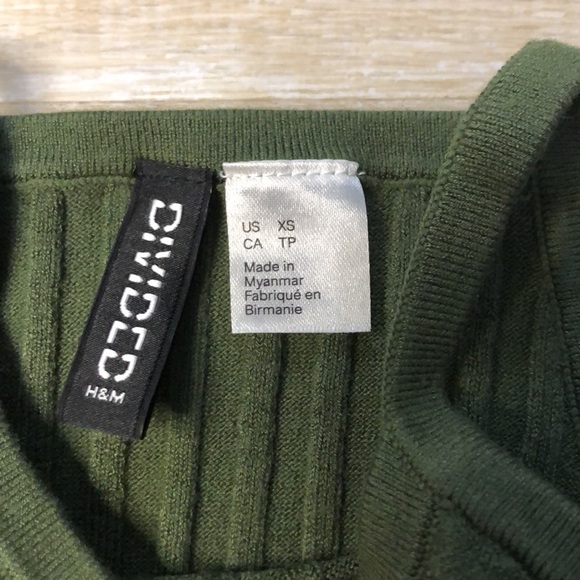 DIVIDED
H&M
US XS
CA TP
Made in
Myanmar
Fabriqué en
Birmanie